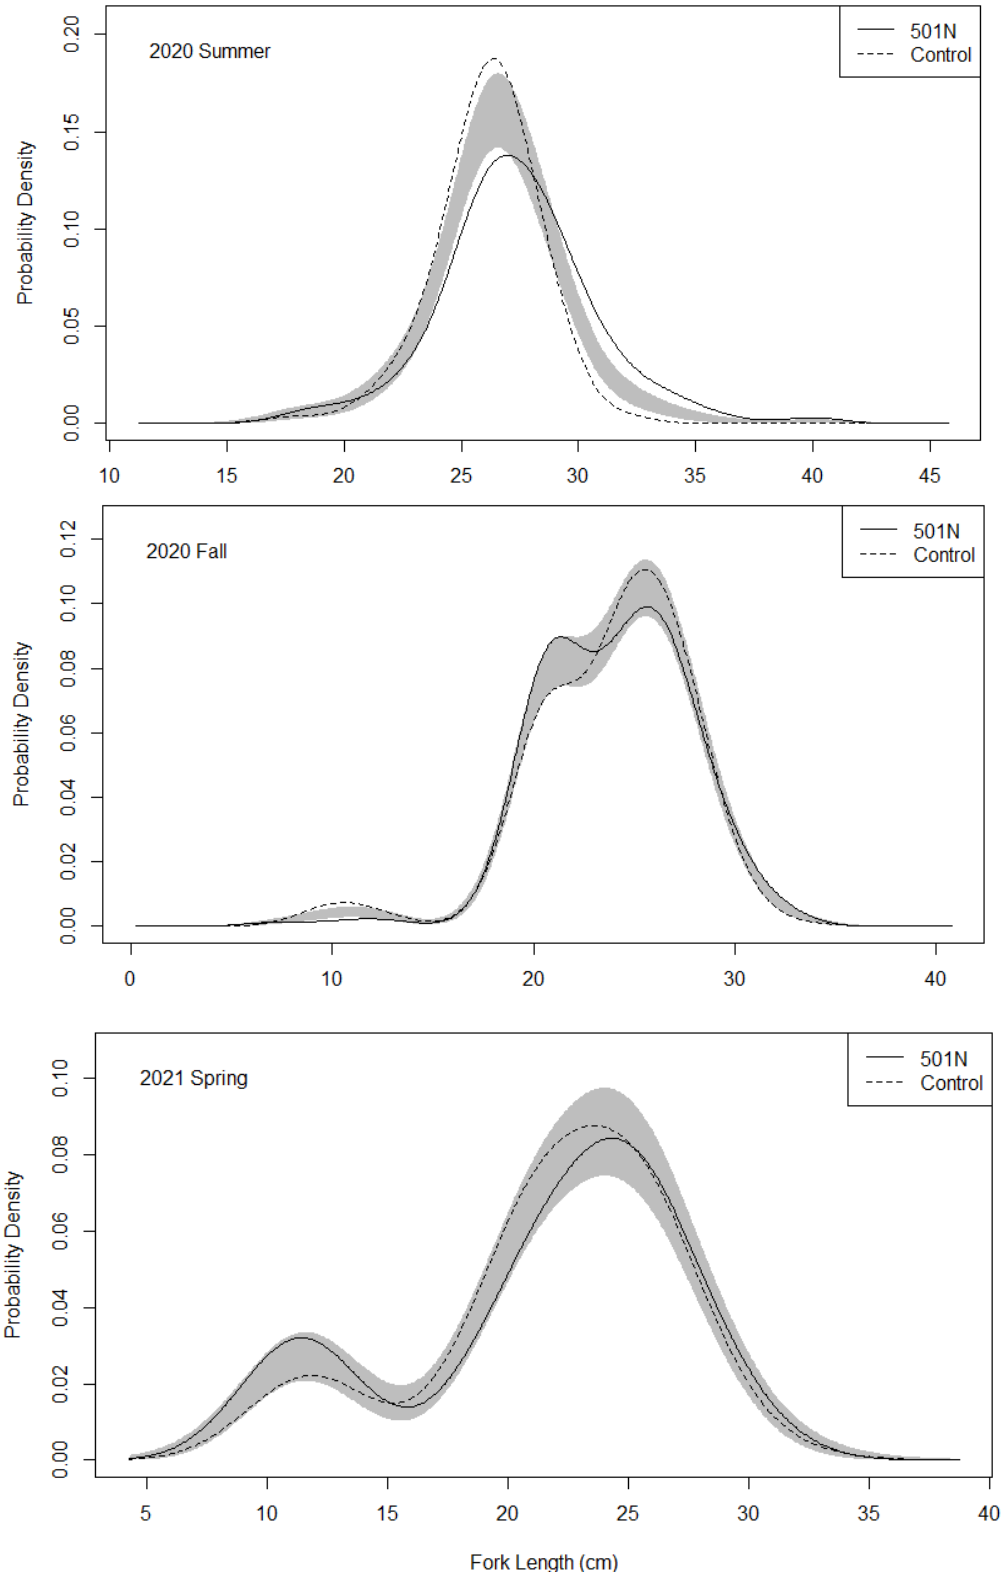 2020 Summer
501N
Control
Probability Density
0.00 0.05 0.10 0.15 0.20
10 15 20 25 30 35 40 45
2020 Fall
501N
Control
Probability Density
0.00 0.02 0.04 0.06 0.08 0.10 0.12
0 10 20 30 40
2021 Spring
501N
Control
Probability Density
0.00 0.02 0.04 0.06 0.08 0.10
5 10 15 20 25 30 35 40
Fork Length (cm)